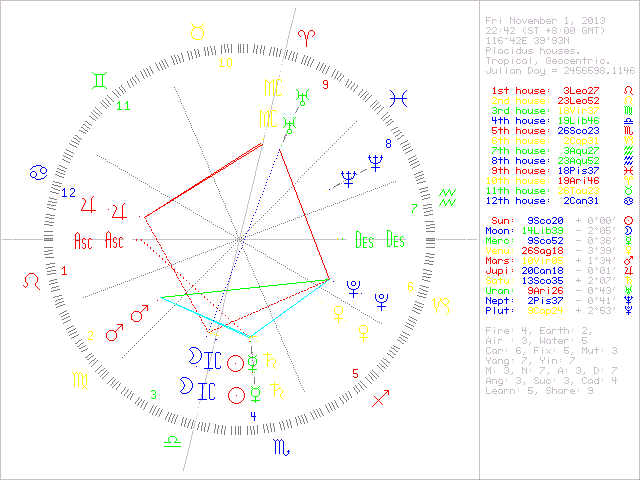 Fri November 1, 2013
22:42 (ST +8:00 GMT)
116°42E 39°93N
Placidus houses.
Tropical, Geocentric.
Julian Day = 2456598.1146
1st house: 3Leo27
2nd house: 23Leo52
3rd house: 18Vir37
4th house: 19Lib46
5th house: 26Sco23
6th house: 2Cap31
7th house: 3Aqu27
8th house: 23Aqu52
9th house: 18Pis37
10th house: 19Ari46
11th house: 26Tau23
12th house: 2Can31
Sun: 9Sco20 + 0°00'
Moon: 14Lib39 - 2°05'
Merc: 9Sco52 - 0°36'
Venu: 26Sag18 - 3°39'
Mars: + 1°34'
Jupi: 20Can18 - 0°01'
Satu: 13Sco35 + 2°07'
Uran: 9Ari26 - 0°43'
Nept: 2Pis37 - 0°41'
Plut: 9Cap24 + 2°53'
Fire: 4, Earth: 2,
Air : 3, Water: 5
Car: 6, Fix: 5, Mut: 3
Yang: 7, Yin: 7
M: 3, N: 7, A: 3, D: 7
Ang: 3, Suc: 3, Cad: 4
Learn: 5, Share: 9
10
9
11
MC
MC
8
12
7
Asc Asc
Des Des
1
6
2
IC
5
3
IC
4